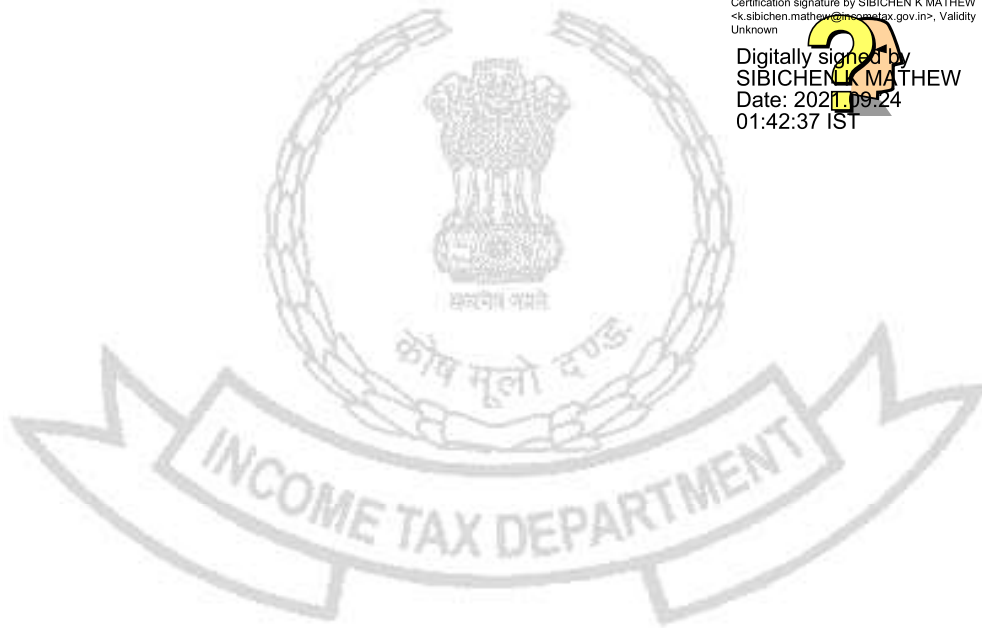 Certification signature by SIBICHEN K MATHEW
<k.sibichen.mathew@incometax.gov.in>, Validity
Unknown
Digitally signed by
SIBICHEN K MATHEW
Date: 2021.09.24
01:42:37 IST
सत्यमेव जयते
कोष मूलो दण्ड
INCOME TAX DEPARTMENT